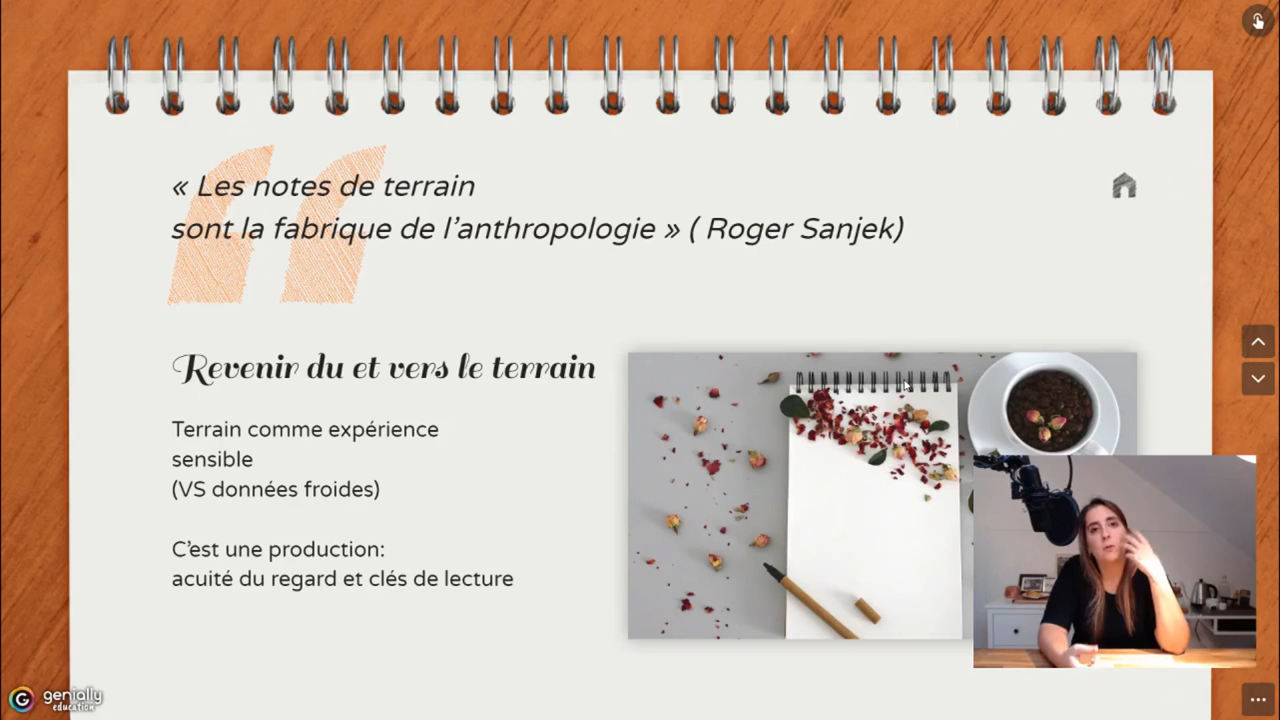 « Les notes de terrain
sont la fabrique de l’anthropologie » ( Roger Sanjek)
Revenir du et vers le terrain
Terrain comme expérience
sensible
(VS données froides)
C’est une production:
acuité du regard et clés de lecture
genially
education